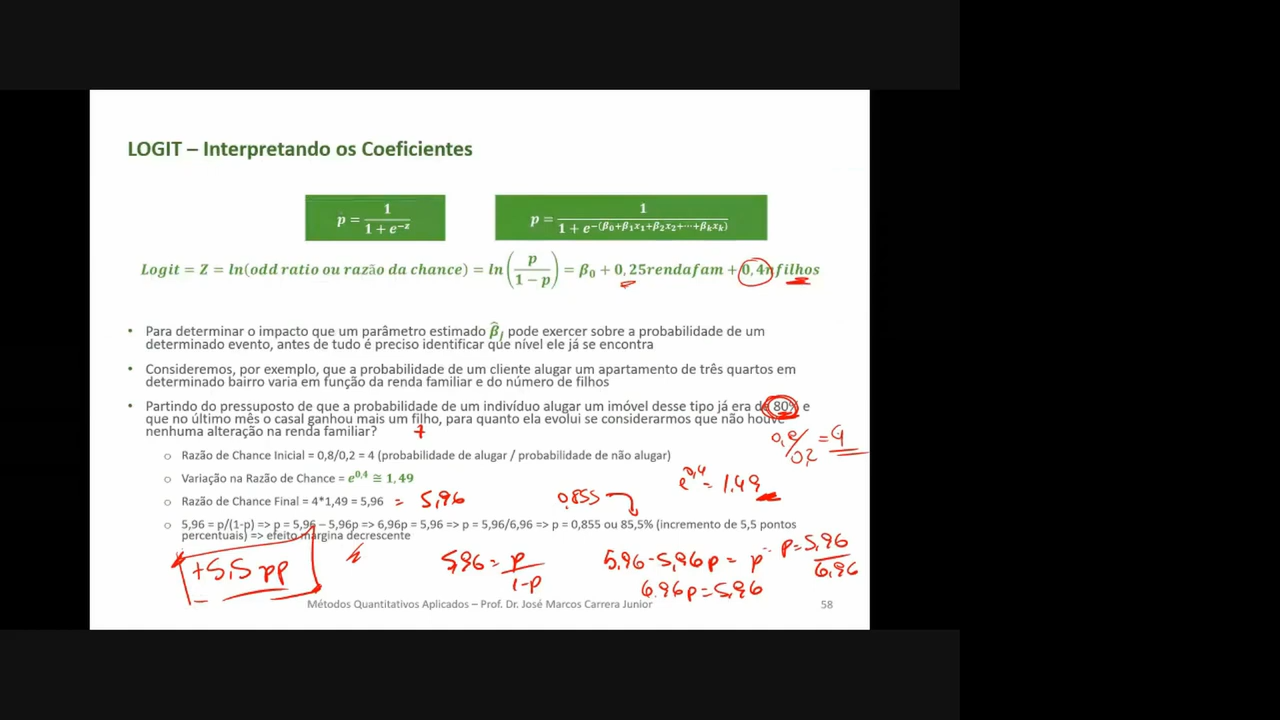 LOGIT – Interpretando os Coeficientes
p = 1 / (1 + e^-z)
p = 1 / (1 + e^-(β0+β1x1+β2x2+⋯+βkxk))
Logit = Z = ln(odd ratio ou razão da chance) = ln(p / (1 − p)) = β0 + 0,25rendafam + 0,4nfilhos
• Para determinar o impacto que um parâmetro estimado β̂j pode exercer sobre a probabilidade de um
determinado evento, antes de tudo é preciso identificar que nível ele já se encontra
• Consideremos, por exemplo, que a probabilidade de um cliente alugar um apartamento de três quartos em
determinado bairro varia em função da renda familiar e do número de filhos
• Partindo do pressuposto de que a probabilidade de um indivíduo alugar um imóvel desse tipo já era de 80% e
que no último mês o casal ganhou mais um filho, para quanto ela evolui se considerarmos que não houve
nenhuma alteração na renda familiar?
0,8/0,2 = 4
o Razão de Chance Inicial = 0,8/0,2 = 4 (probabilidade de alugar / probabilidade de não alugar)
o Variação na Razão de Chance = e^0,4 ≅ 1,49
e^0,4 = 1.49
o Razão de Chance Final = 4*1,49 = 5,96 = 5,96
0.855
o 5,96 = p/(1-p) => p = 5,96 – 5,96p => 6,96p = 5,96 => p = 5,96/6,96 => p = 0,855 ou 85,5% (incremento de 5,5 pontos
percentuais) => efeito margina decrescente
+5,5 pp
5,96 = p / 1-p
5,96 - 5,96p = p
6.96p = 5,96
p = 5,96 / 6,96
Métodos Quantitativos Aplicados – Prof. Dr. José Marcos Carrera Junior
58